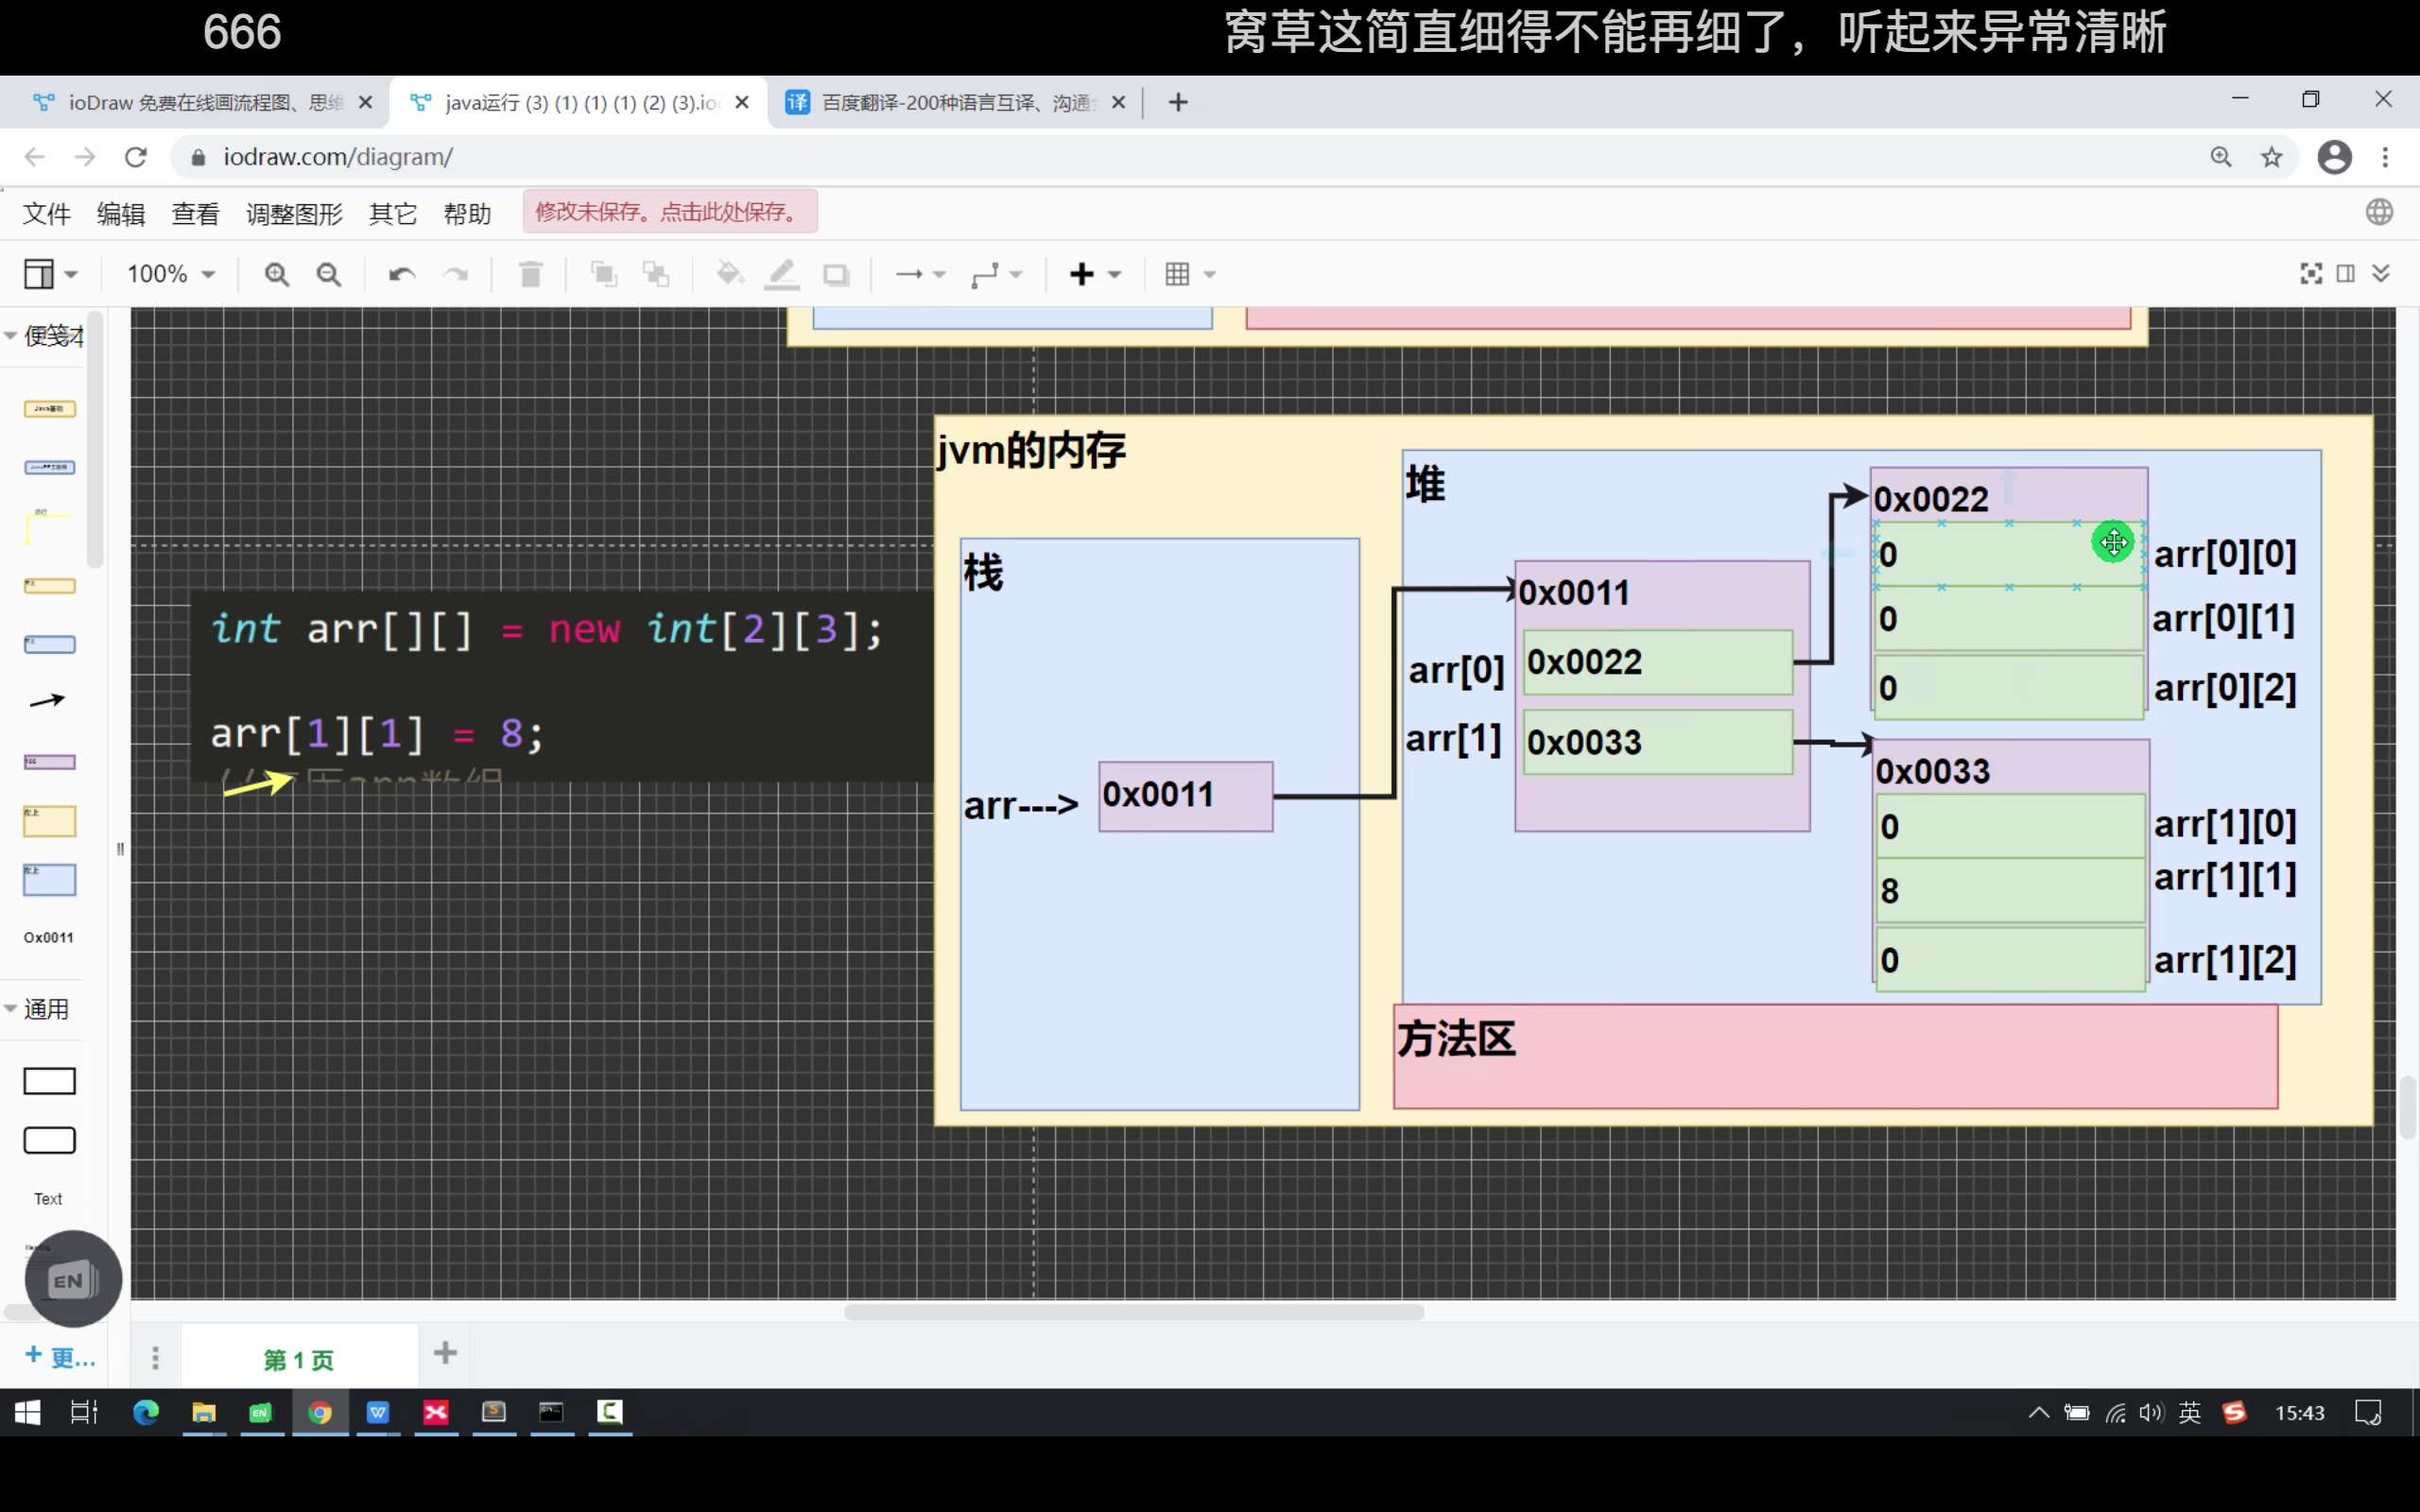 666
窝草这简直细得不能再细了，听起来异常清晰
ioDraw 免费在线画流程图、思维
java运行 (3) (1) (1) (1) (2) (3).io
百度翻译-200种语言互译、沟通
iodraw.com/diagram/
文件 编辑 查看 调整图形 其它 帮助 修改未保存。点击此处保存。
100%
便笺本
Java基础
jvm的内存
堆
0x0022
0 arr[0][0]
栈
0x0011
int arr[][] = new int[2][3];
0 arr[0][1]
arr[0] 0x0022
0 arr[0][2]
arr[1][1] = 8;
arr[1] 0x0033
0x0033
arr---> 0x0011
0 arr[1][0]
8 arr[1][1]
0 arr[1][2]
Ox0011
通用
方法区
Text
EN
+ 更...
第 1 页
英
15:43